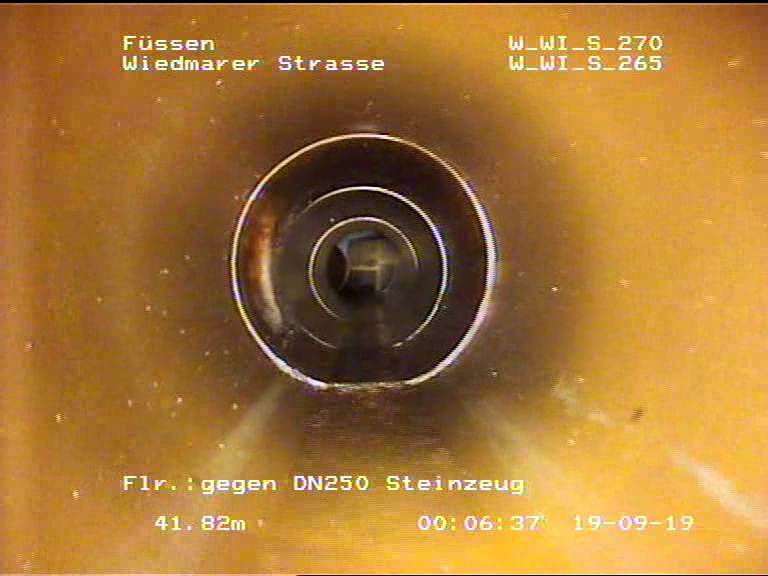 Füssen W_WI_S_270
Wiedmarer Strasse W_WI_S_265
Flr.:gegen DN250 Steinzeug
41.82m 00:06:37 19-09-19